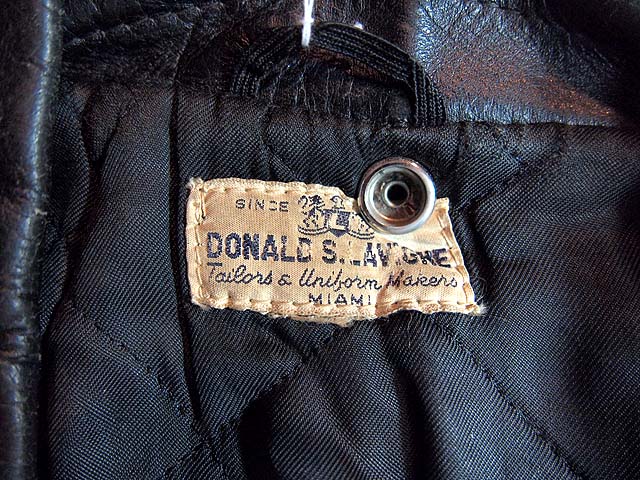 SINCE
DONALD S. LAVIGNE
Tailors & Uniform Makers
MIAMI